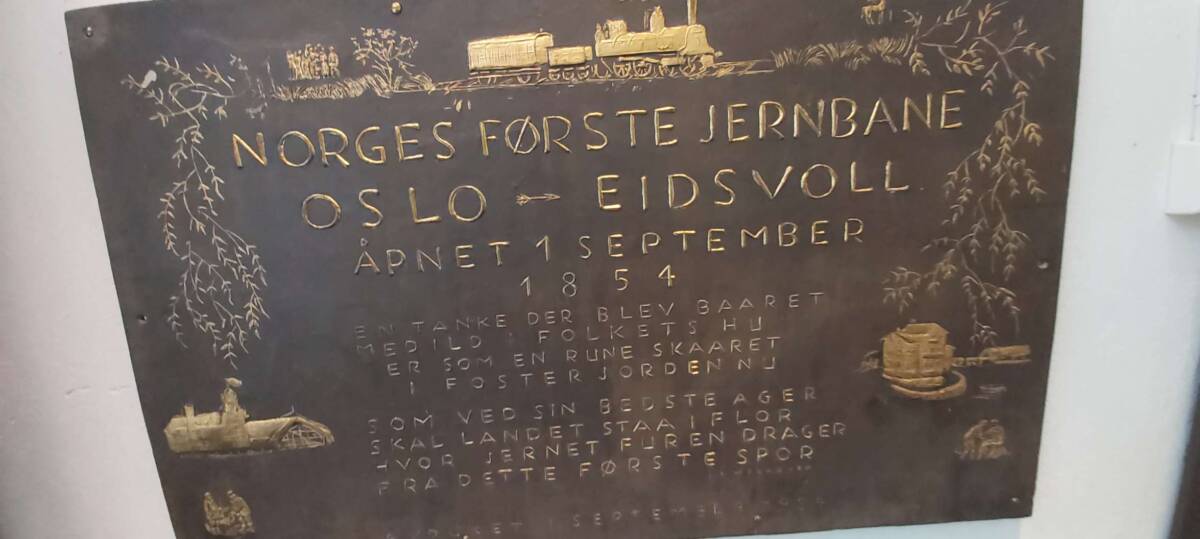 NORGES FØRSTE JERNBANE
OSLO → EIDSVOLL
ÅPNET 1 SEPTEMBER
1854
EN TANKE DER BLEV BAARET
MED ILD I FOLKETS HU
ER SOM EN RUNE SKAARET
I FOSTERJORDEN NU
SOM VED SIN BEDSTE AGER
SKAL LANDET STAA I FLOR
HVOR JERNET FUREN DRAGER
FRA DETTE FØRSTE SPOR
1 SEPTEMBER